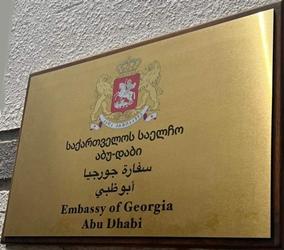 საქართველოს საელჩო
აბუ-დაბი
سفارة جورجيا
أبوظبي
Embassy of Georgia
Abu Dhabi